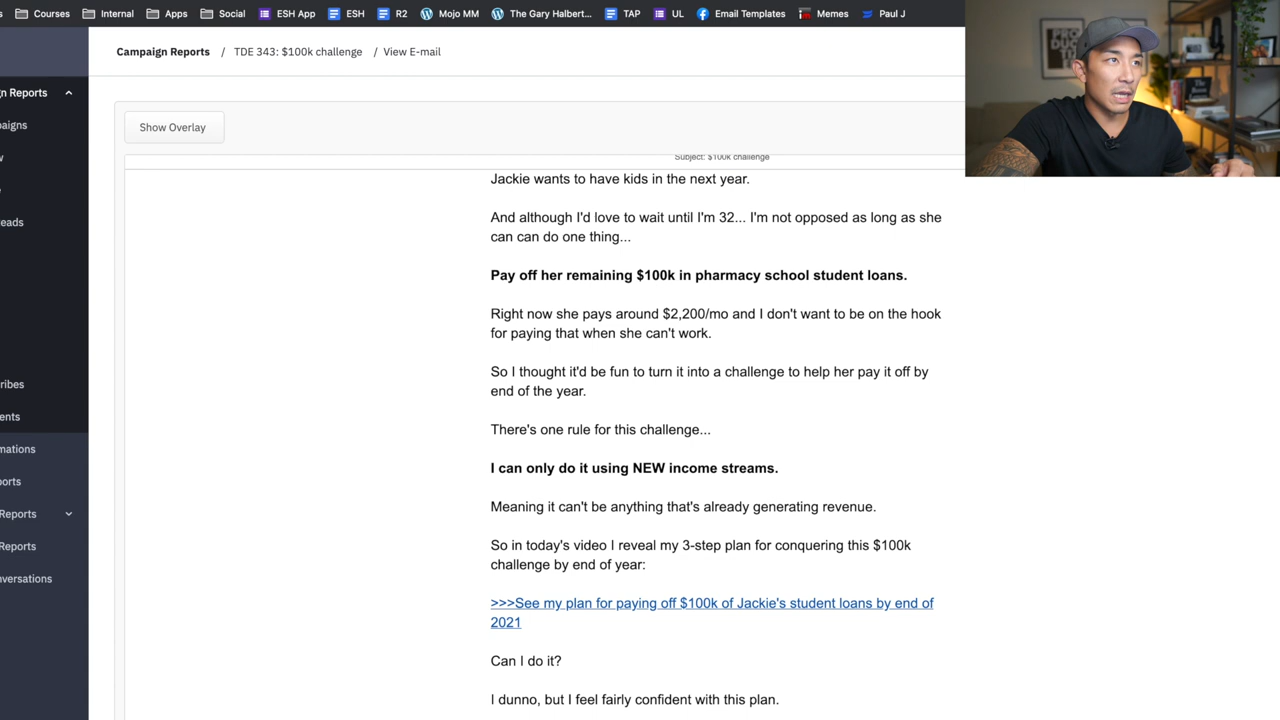 Courses
Internal
Apps
Social
ESH App
ESH
R2
Mojo MM
The Gary Halbert...
TAP
UL
Email Templates
Memes
Paul J
Campaign Reports / TDE 343: $100k challenge / View E-mail
Reports
Show Overlay
Subject: $100k challenge
Jackie wants to have kids in the next year.
And although I'd love to wait until I'm 32... I'm not opposed as long as she
can can do one thing...
Pay off her remaining $100k in pharmacy school student loans.
Right now she pays around $2,200/mo and I don't want to be on the hook
for paying that when she can't work.
So I thought it'd be fun to turn it into a challenge to help her pay it off by
end of the year.
There's one rule for this challenge...
I can only do it using NEW income streams.
Meaning it can't be anything that's already generating revenue.
So in today's video I reveal my 3-step plan for conquering this $100k
challenge by end of year:
>>>See my plan for paying off $100k of Jackie's student loans by end of
2021
Can I do it?
I dunno, but I feel fairly confident with this plan.
aigns
eads
ribes
ents
mations
ports
Reports
Reports
nversations